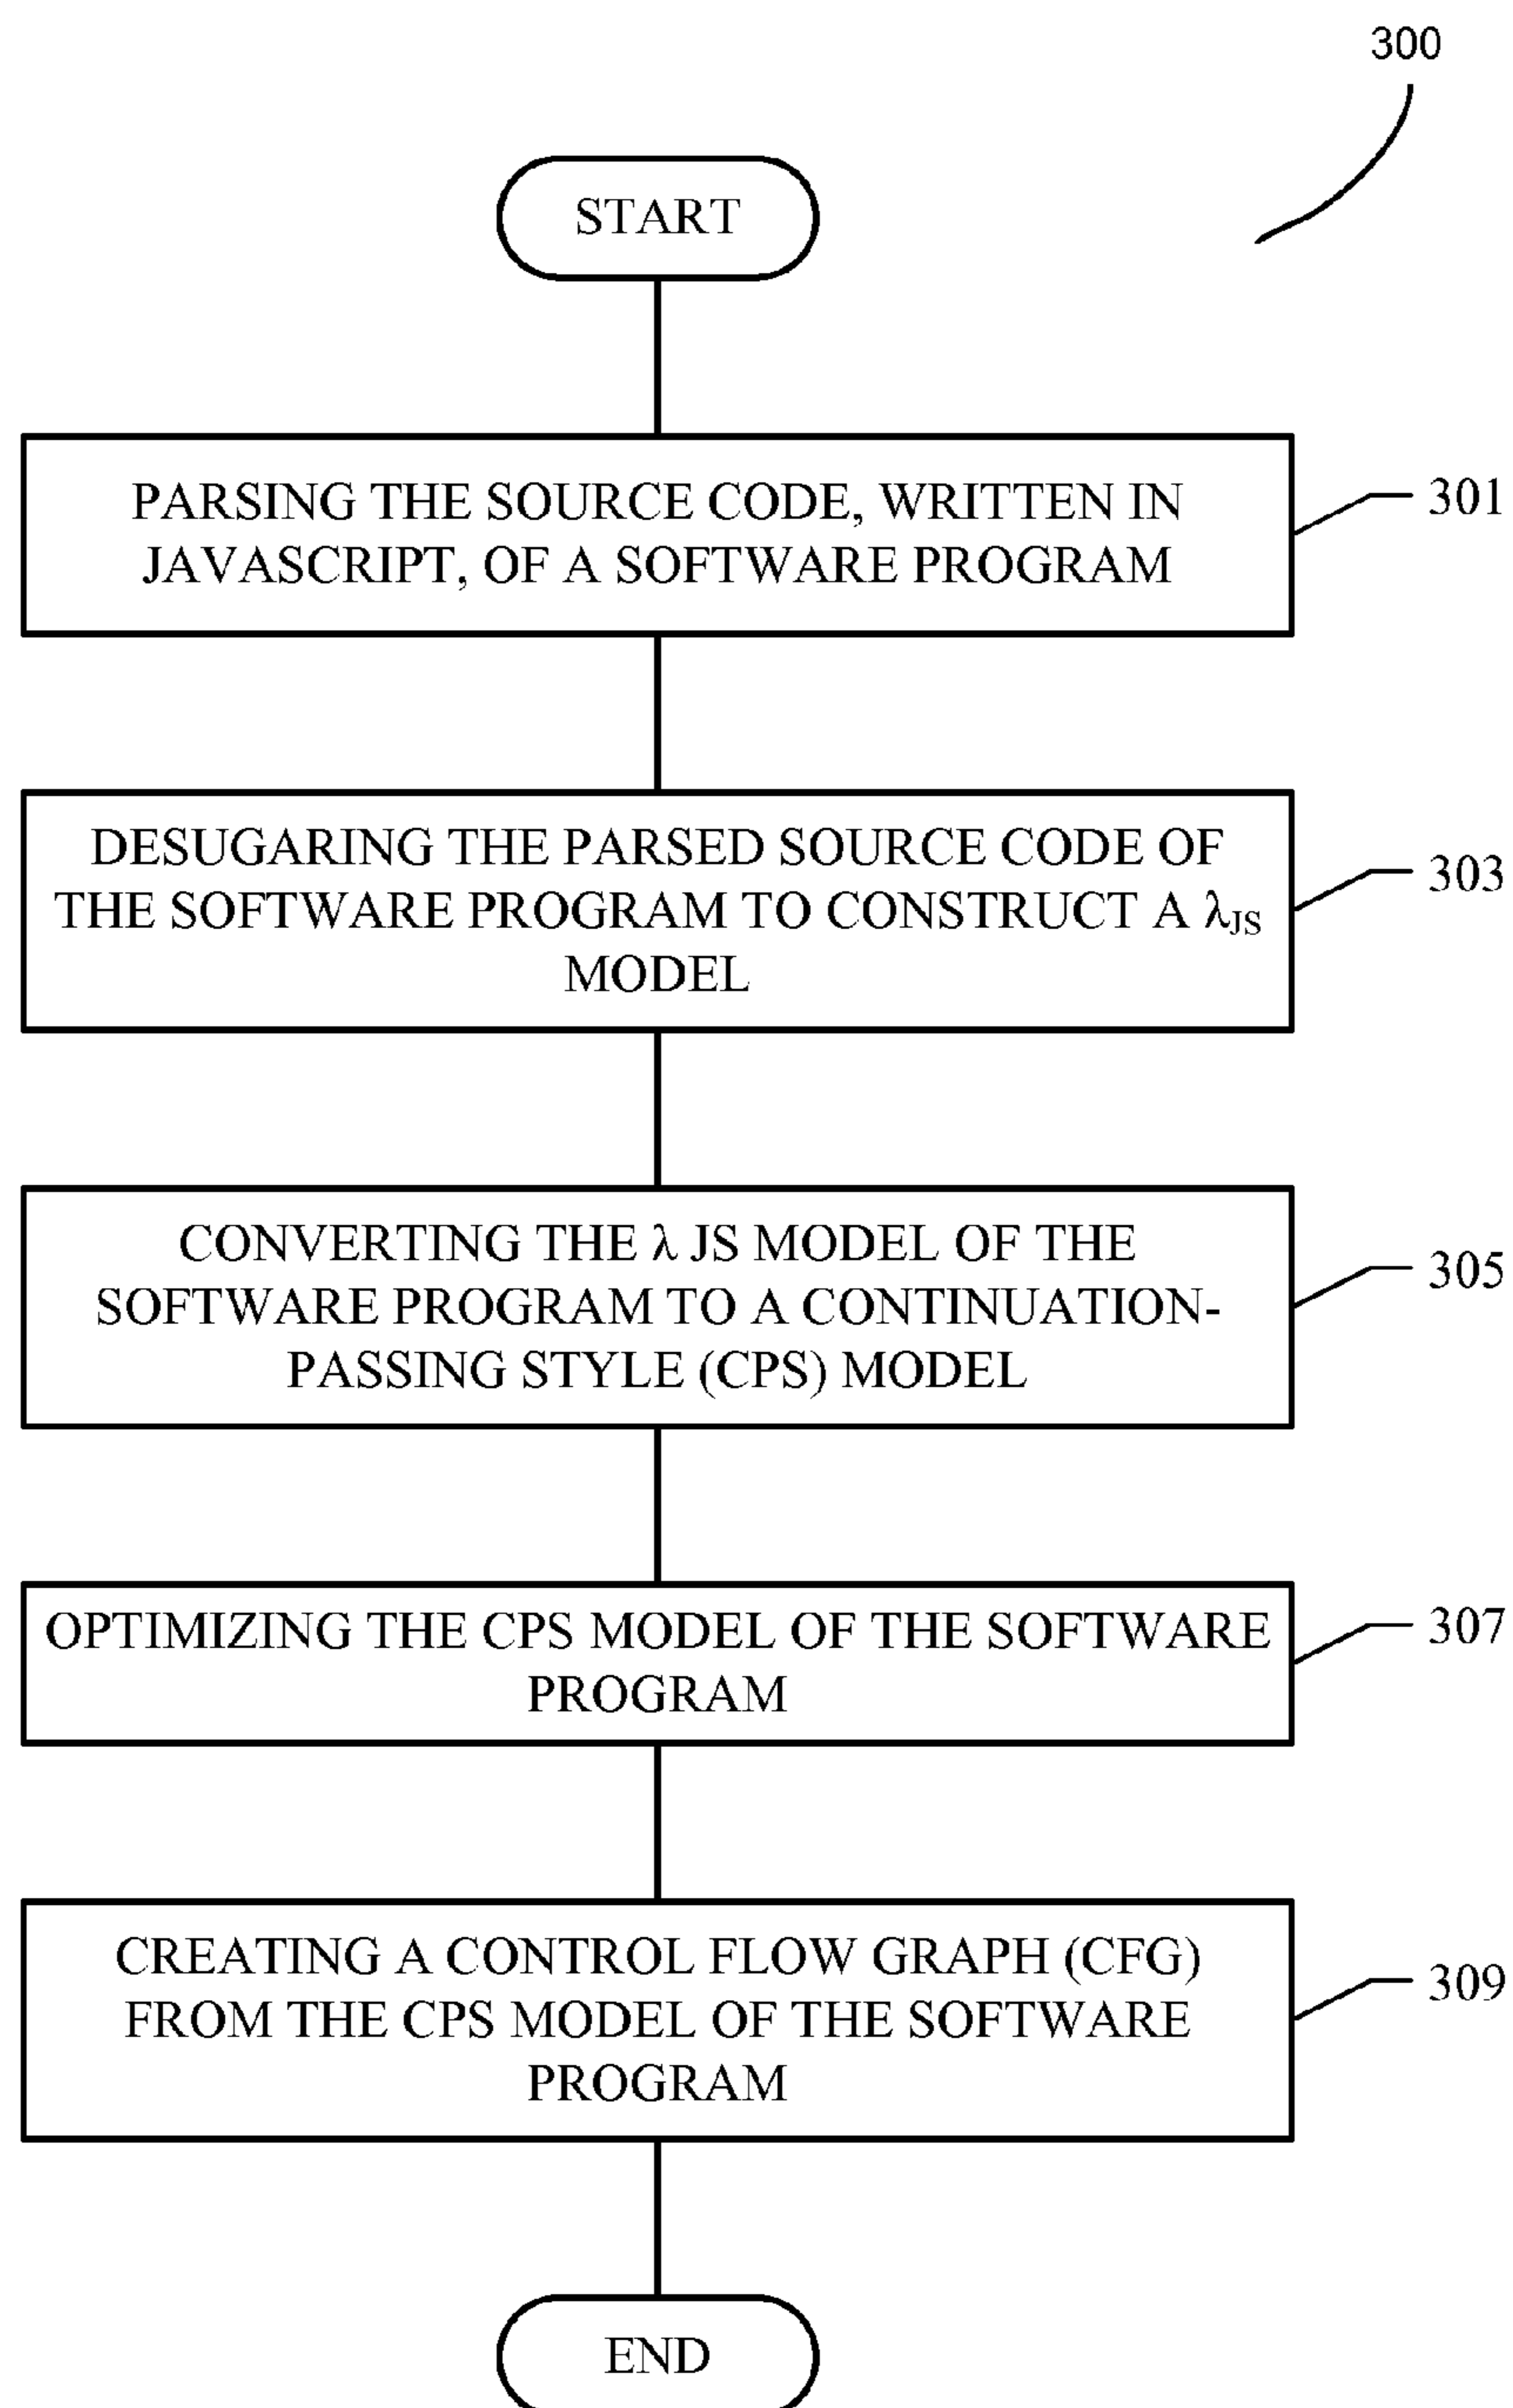 300
START
PARSING THE SOURCE CODE, WRITTEN IN
JAVASCRIPT, OF A SOFTWARE PROGRAM
301
DESUGARING THE PARSED SOURCE CODE OF
THE SOFTWARE PROGRAM TO CONSTRUCT A λJS
MODEL
303
CONVERTING THE λ JS MODEL OF THE
SOFTWARE PROGRAM TO A CONTINUATION-
PASSING STYLE (CPS) MODEL
305
OPTIMIZING THE CPS MODEL OF THE SOFTWARE
PROGRAM
307
CREATING A CONTROL FLOW GRAPH (CFG)
FROM THE CPS MODEL OF THE SOFTWARE
PROGRAM
309
END